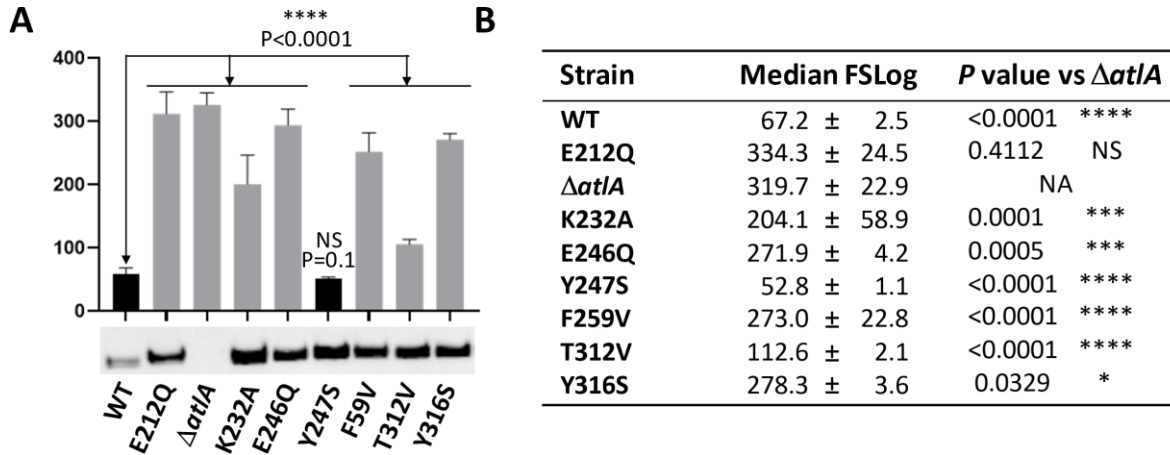 A
****
P<0.0001
400
300
200
100
0
NS
P=0.1
WT
E212Q
ΔatlA
K232A
E246Q
Y247S
F59V
T312V
Y316S
B
Strain Median FSLog P value vs ΔatlA
WT 67.2 ± 2.5 <0.0001 ****
E212Q 334.3 ± 24.5 0.4112 NS
ΔatlA 319.7 ± 22.9 NA
K232A 204.1 ± 58.9 0.0001 ***
E246Q 271.9 ± 4.2 0.0005 ***
Y247S 52.8 ± 1.1 <0.0001 ****
F259V 273.0 ± 22.8 <0.0001 ****
T312V 112.6 ± 2.1 <0.0001 ****
Y316S 278.3 ± 3.6 0.0329 *